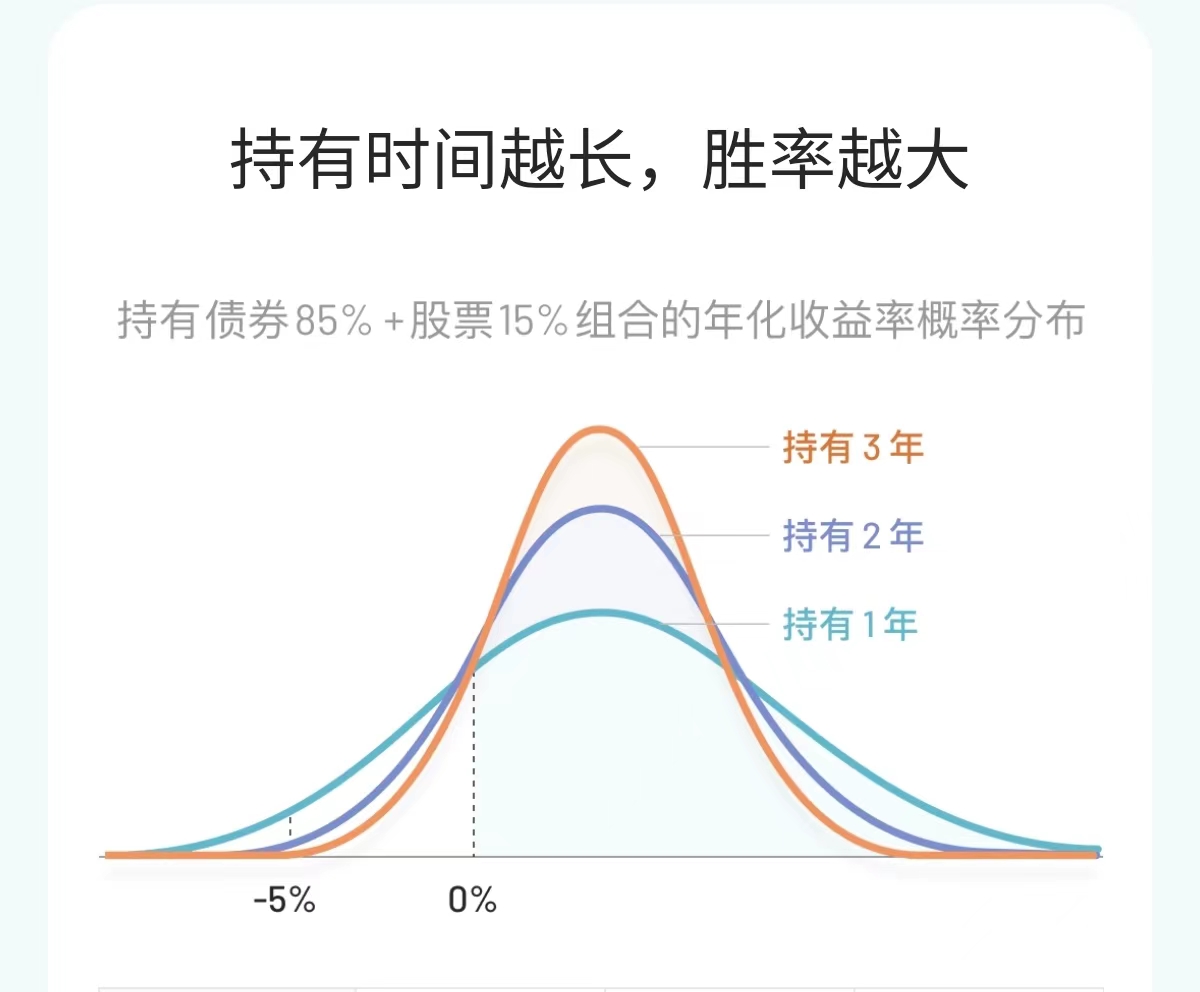 持有时间越长，胜率越大
持有债券85% +股票15%组合的年化收益率概率分布
持有 3 年
持有 2 年
持有 1 年
-5%
0%